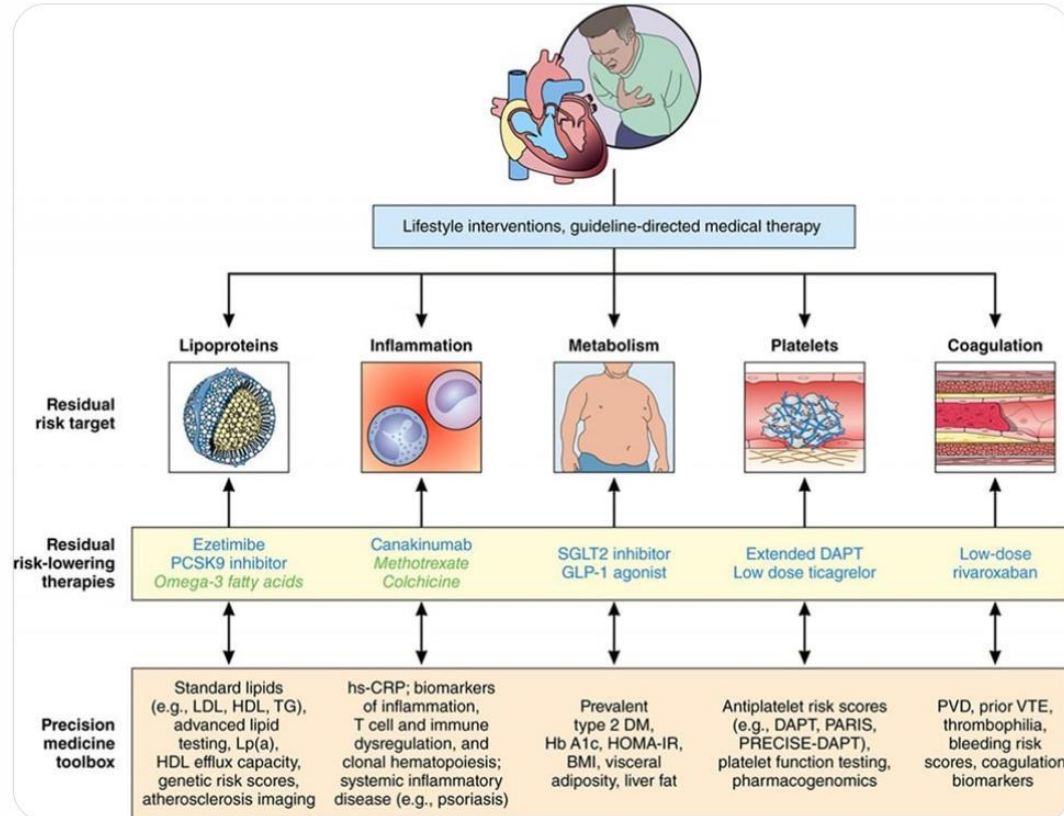 Lifestyle interventions, guideline-directed medical therapy
Lipoproteins
Inflammation
Metabolism
Platelets
Coagulation
Residual
risk target
Residual
risk-lowering
therapies
Ezetimibe
PCSK9 inhibitor
Omega-3 fatty acids
Canakinumab
Methotrexate
Colchicine
SGLT2 inhibitor
GLP-1 agonist
Extended DAPT
Low dose ticagrelor
Low-dose
rivaroxaban
Precision
medicine
toolbox
Standard lipids
(e.g., LDL, HDL, TG),
advanced lipid
testing, Lp(a),
HDL efflux capacity,
genetic risk scores,
atherosclerosis imaging
hs-CRP; biomarkers
of inflammation,
T cell and immune
dysregulation, and
clonal hematopoiesis;
systemic inflammatory
disease (e.g., psoriasis)
Prevalent
type 2 DM,
Hb A1c, HOMA-IR,
BMI, visceral
adiposity, liver fat
Antiplatelet risk scores
(e.g., DAPT, PARIS,
PRECISE-DAPT),
platelet function testing,
pharmacogenomics
PVD, prior VTE,
thrombophilia,
bleeding risk
scores, coagulation
biomarkers